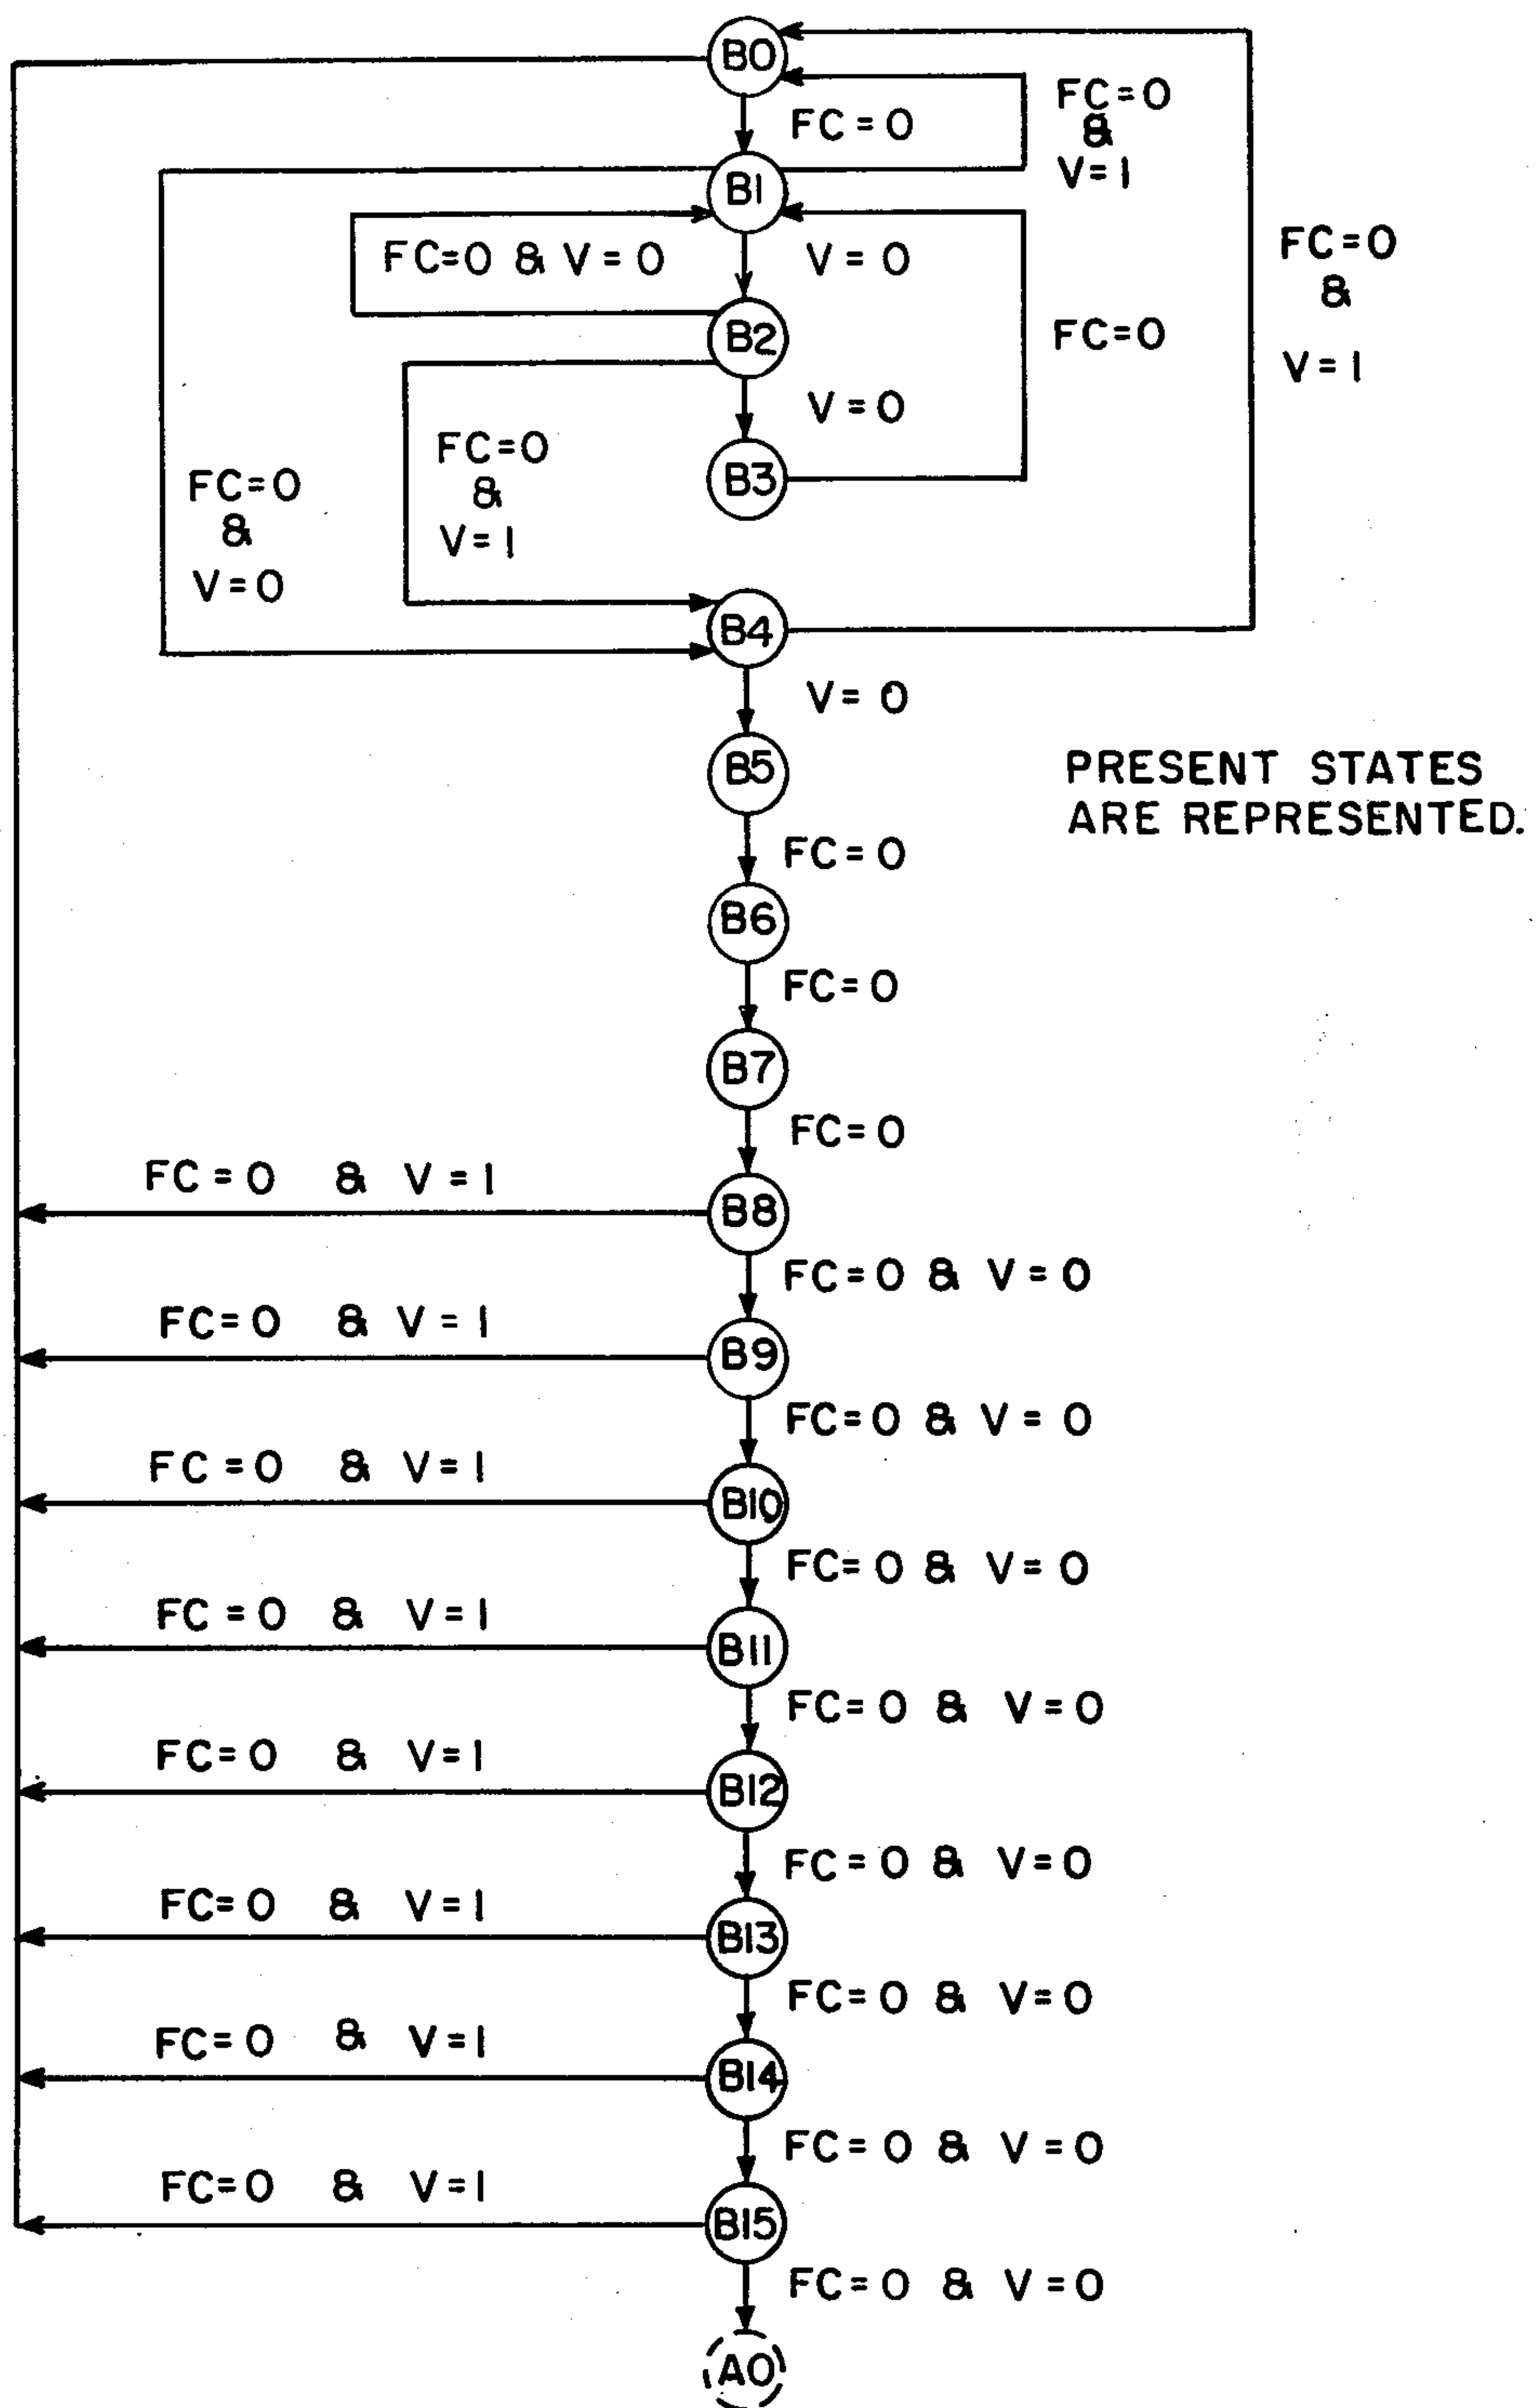 B0
FC=0
FC=0
&
V=1
B1
FC=0 & V=0
V=0
FC=0
&
V=1
B2
FC=0
V=0
FC=0
&
V=1
FC=0
&
V=0
B3
B4
V=0
B5
PRESENT STATES
ARE REPRESENTED.
FC=0
B6
FC=0
B7
FC=0
FC=0 & V=1
B8
FC=0 & V=0
FC=0 & V=1
B9
FC=0 & V=0
FC=0 & V=1
B10
FC=0 & V=0
FC=0 & V=1
B11
FC=0 & V=0
FC=0 & V=1
B12
FC=0 & V=0
FC=0 & V=1
B13
FC=0 & V=0
FC=0 & V=1
B14
FC=0 & V=0
FC=0 & V=1
B15
FC=0 & V=0
A0